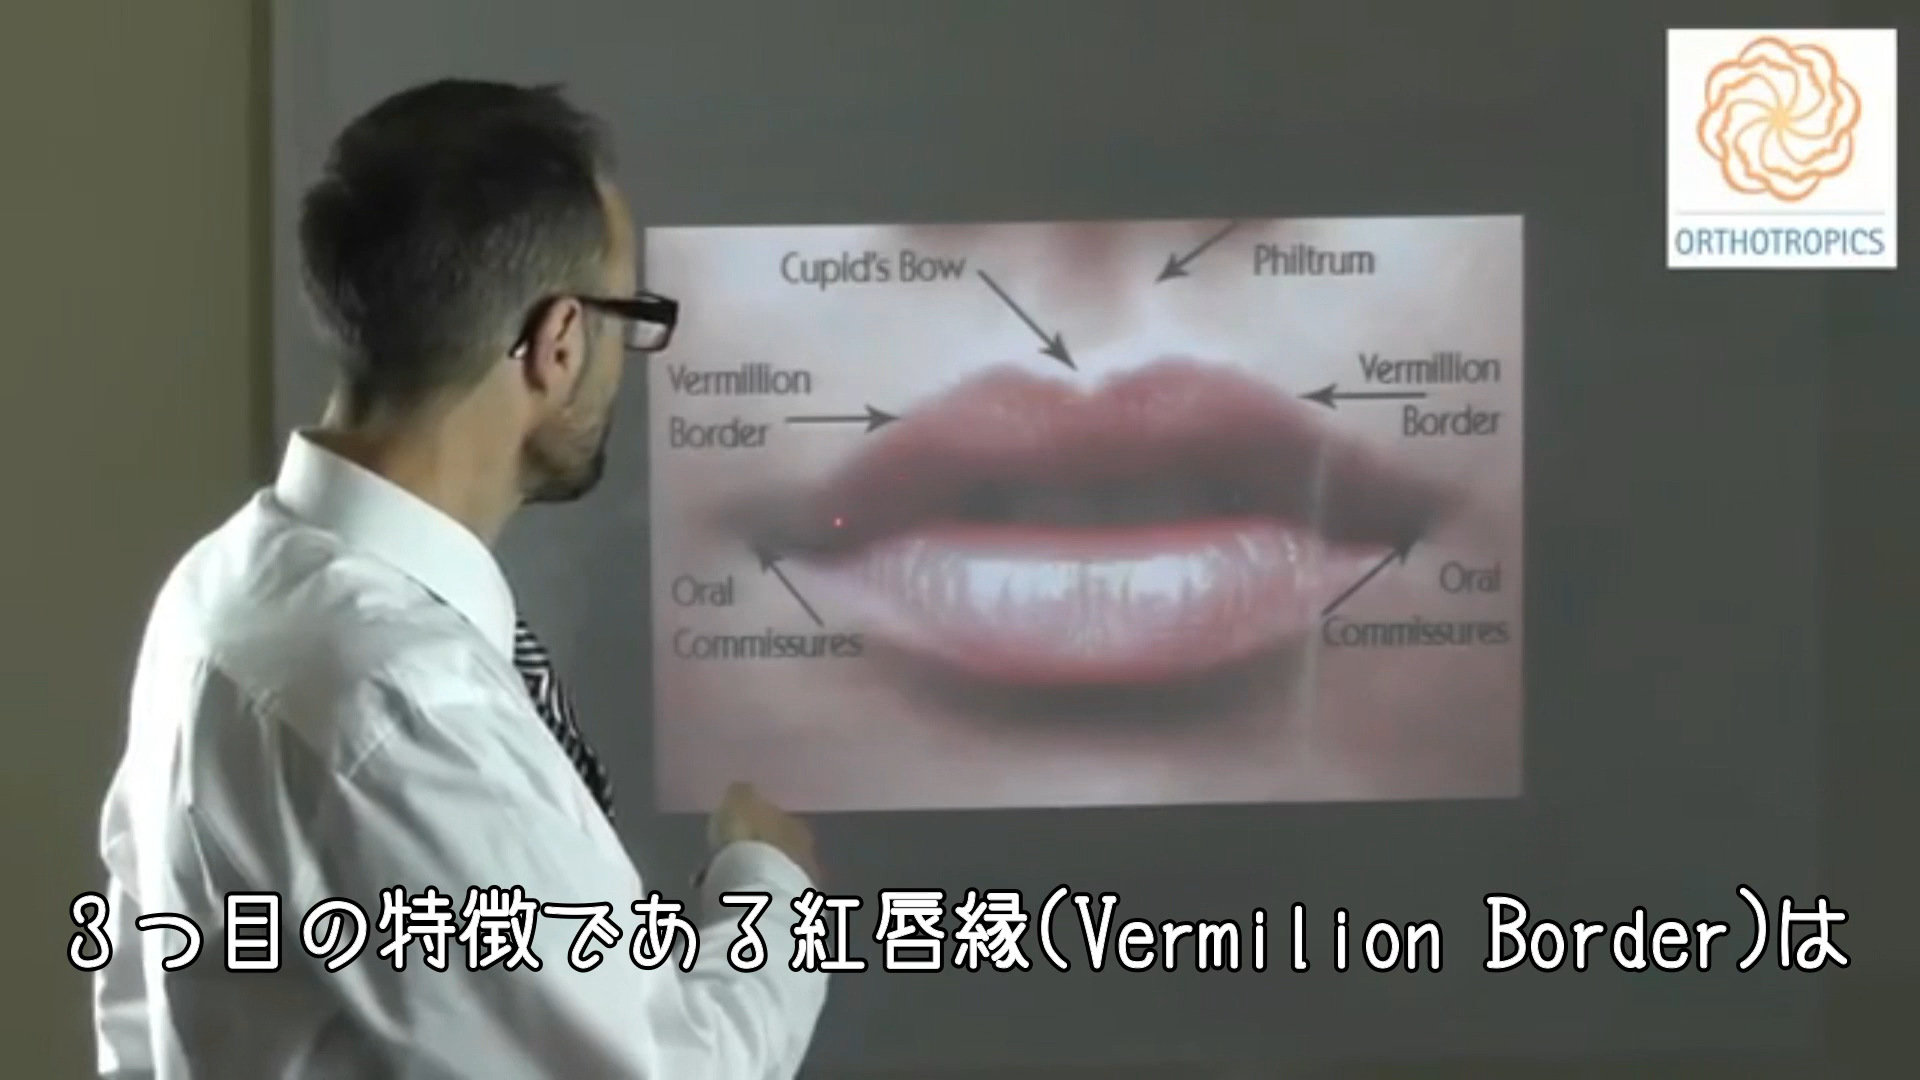 ORTHOTROPICS
Cupid's Bow
Philtrum
Vermillion
Border
Vermillion
Border
Oral
Commissures
Oral
Commissures
3つ目の特徴である紅唇縁(Vermilion Border)は